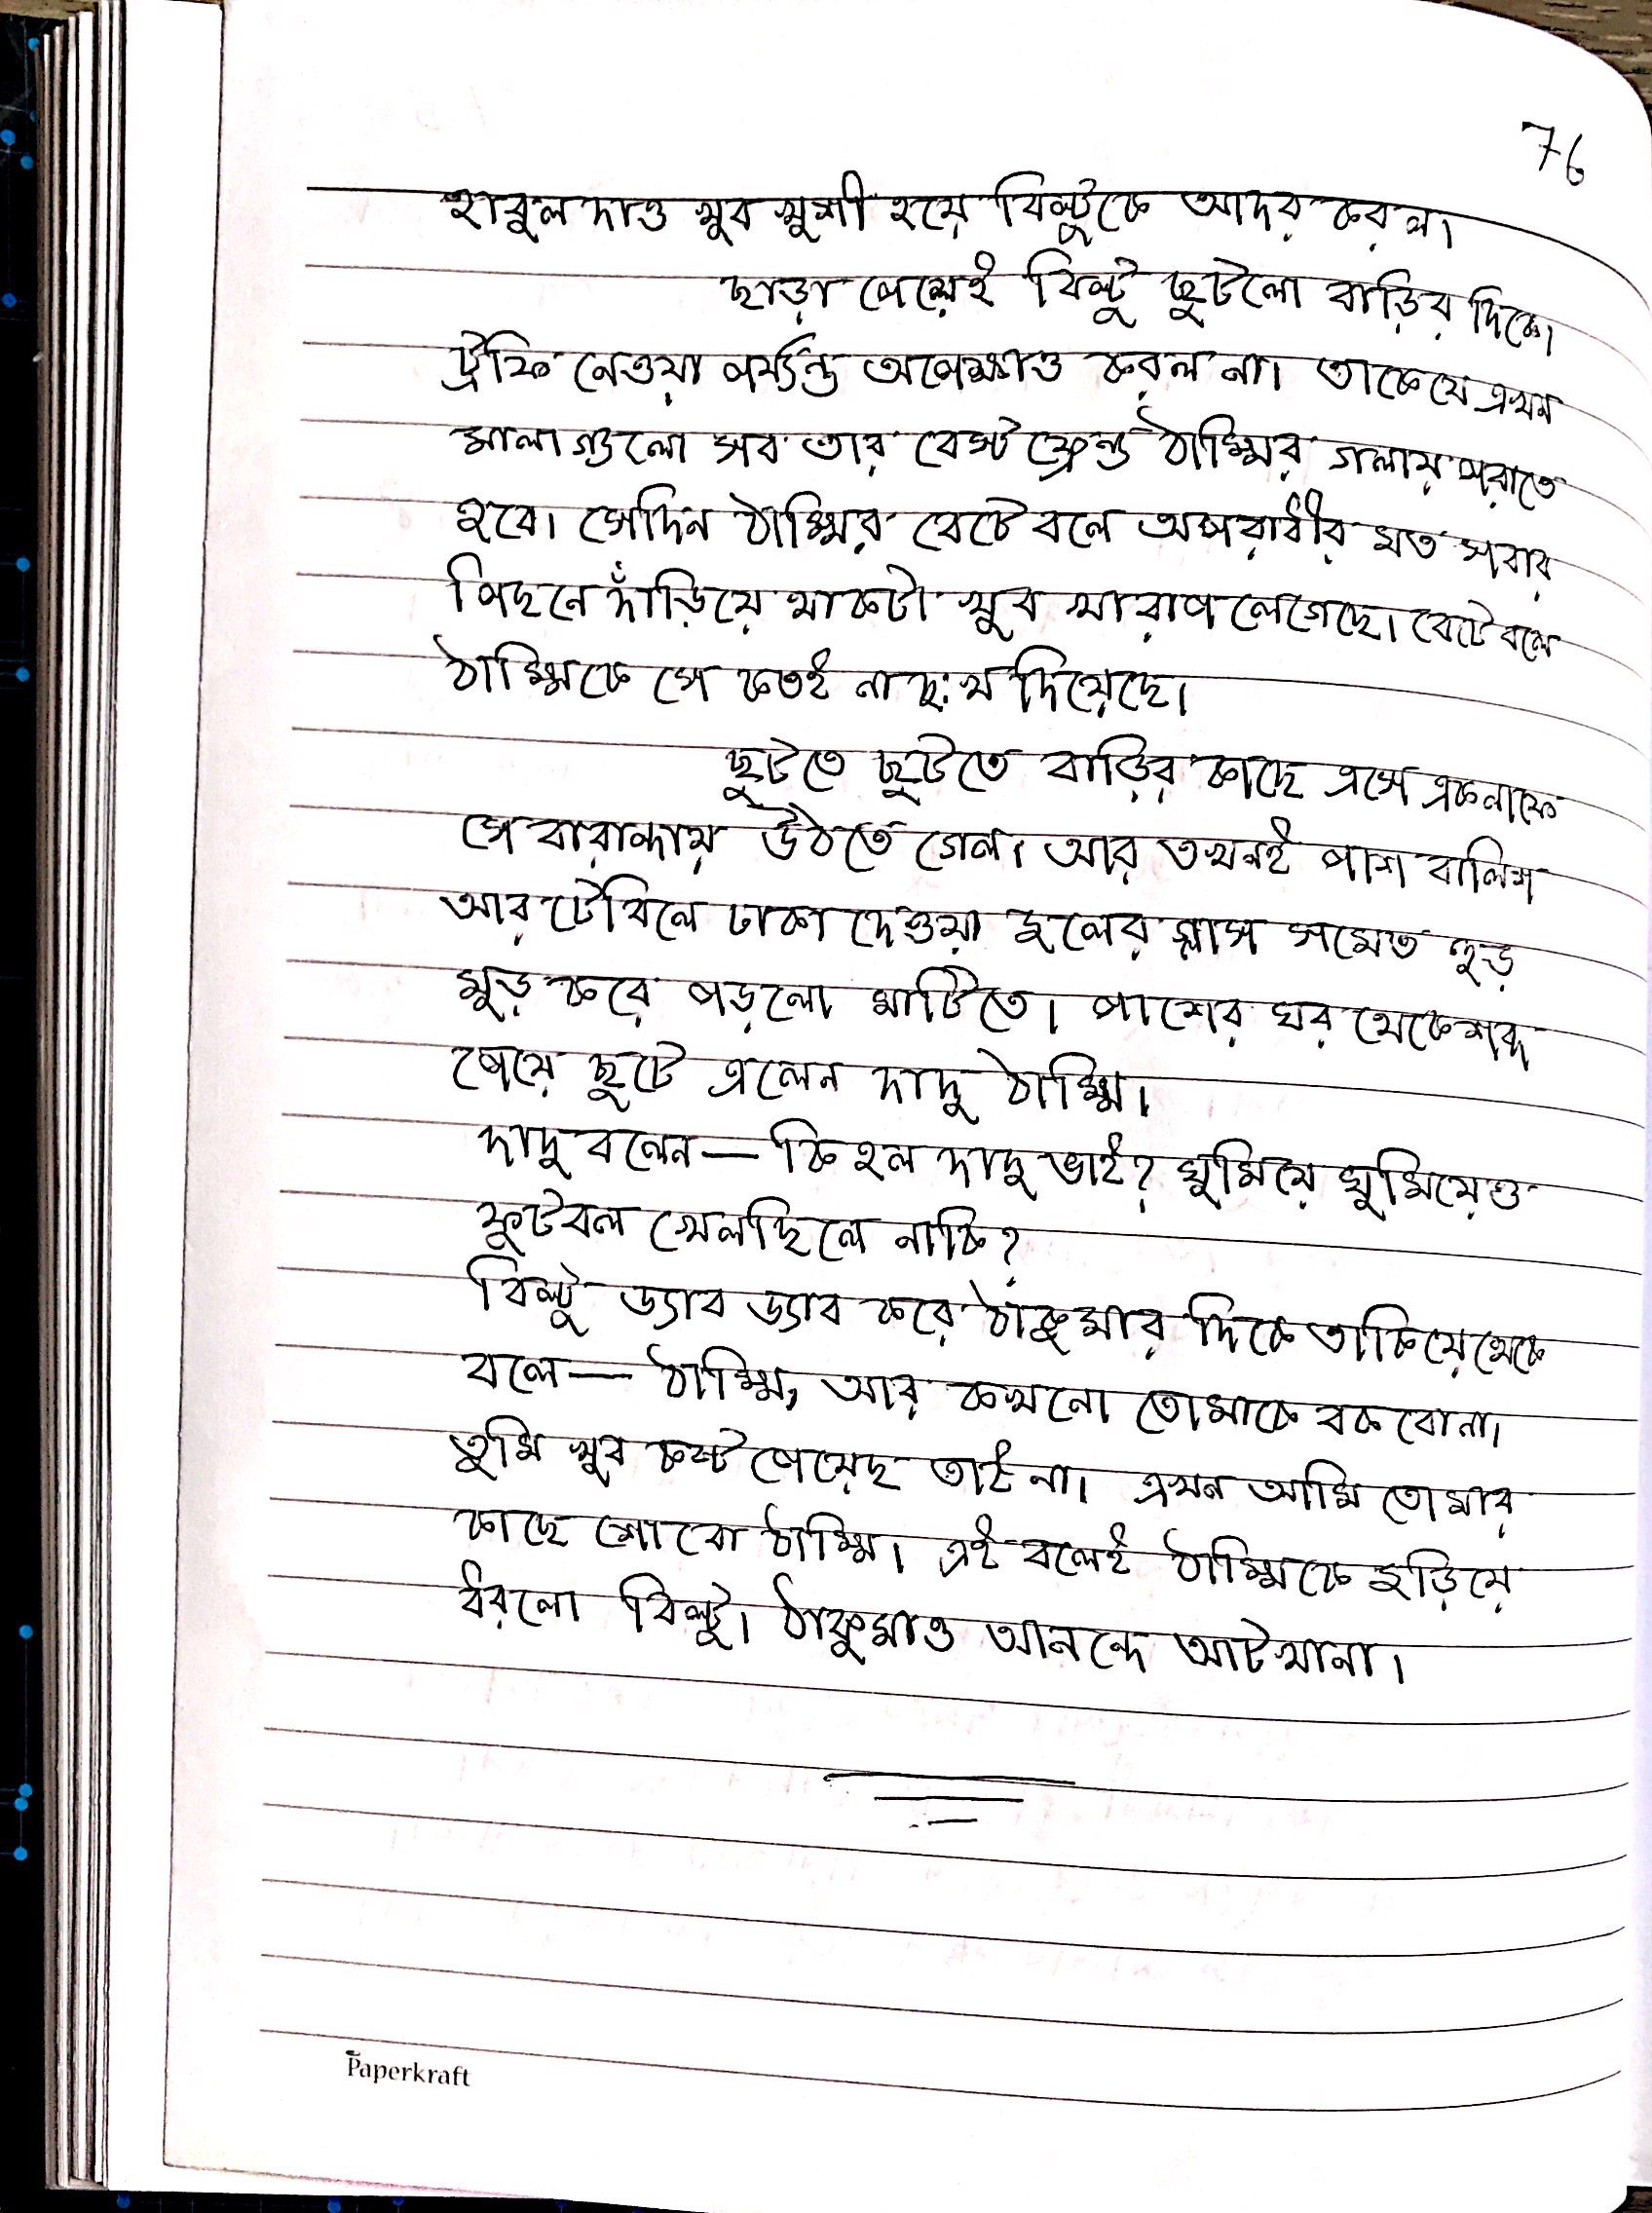 76
হাবুল দাও খুব খুশী হয়ে বিল্টুকে আদর করল।
ছাড়া পেয়েই বিল্টু ছুটলো বাড়ির দিকে।
ট্রফি নেওয়া পর্য্যন্ত অপেক্ষাও করল না। তাকে যে এখন
মালাগুলো সব তার বেস্ট ফ্রেন্ড ঠাম্মির গলায় পরাতে
হবে। সেদিন ঠাম্মির বেটে বলে অপরাধীর মত সবার
পিছনে দাঁড়িয়ে থাকটা খুব খারাপ লেগেছে। বেটে বলে
ঠাম্মিকে সে কতই না দুঃখ দিয়েছে।
ছুটতে ছুটতে বাড়ির কাছে এসে একলাফে
সে বারান্দায় উঠতে গেল। আর তখনই পাশ বালিশ
আর টেবিলে ঢাকা দেওয়া জলের গ্লাস সমেত হুড়
মুড় করে পড়লো মাটিতে। পাশের ঘর থেকে শব্দ
পেয়ে ছুটে এলেন দাদু ঠাম্মি।
দাদু বলেন — কি হল দাদু ভাই? ঘুমিয়ে ঘুমিয়েও
ফুটবল খেলছিলে নাকি?
বিল্টু ড্যাব ড্যাব করে ঠাকুমার দিকে তাকিয়ে থেকে
বলে — ঠাম্মি, আর কখনো তোমাকে বকবোনা।
তুমি খুব কষ্ট পেয়েছ তাই না। এখন আমি তোমার
কাছে শোবো ঠাম্মি। এই বলেই ঠাম্মিকে জড়িয়ে
ধরলো বিল্টু। ঠাকুমাও আনন্দে আটখানা।
Paperkraft